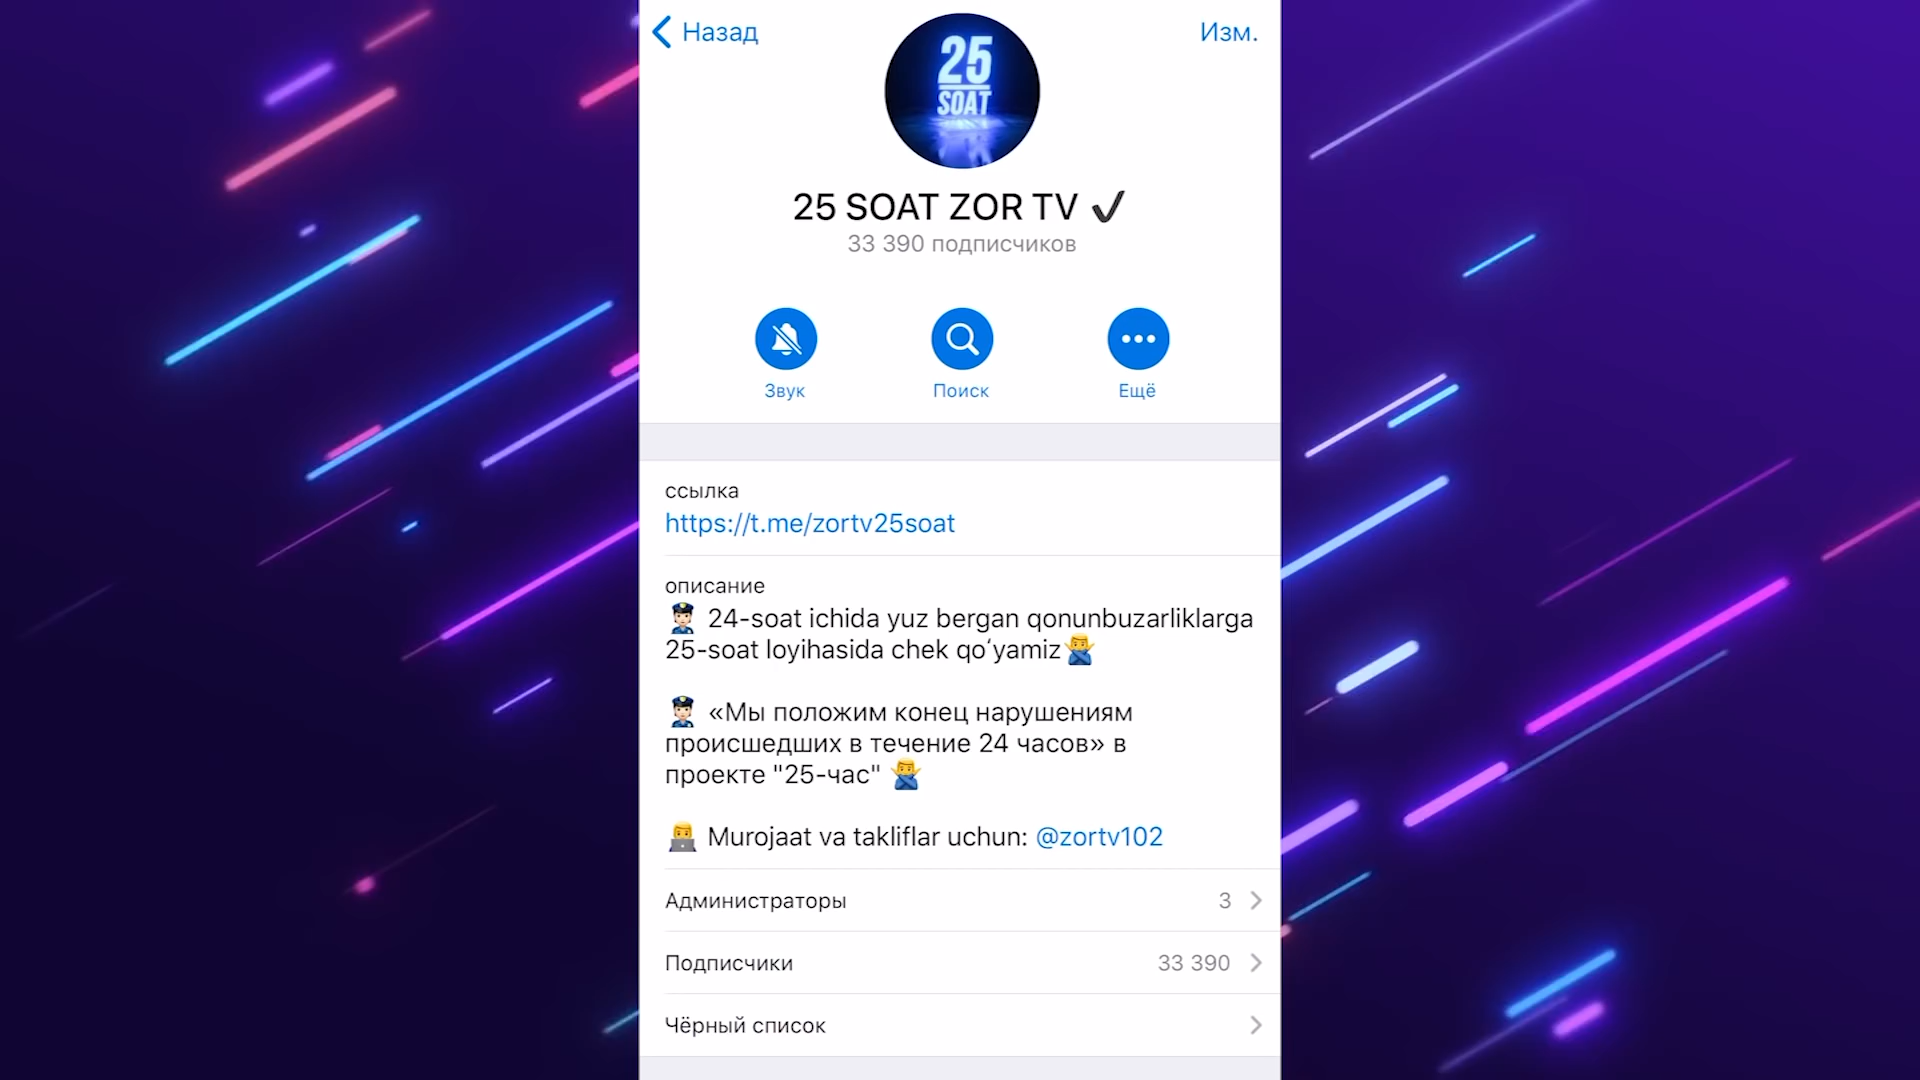 Назад
Изм.
25
SOAT
25 SOAT ZOR TV ✔
33 390 подписчиков
Звук
Поиск
Ещё
ссылка
https://t.me/zortv25soat
описание
👮🏻 24-soat ichida yuz bergan qonunbuzarliklarga
25-soat loyihasida chek qoʻyamiz🙅‍♂️
👮🏻 «Мы положим конец нарушениям
происшедших в течение 24 часов» в
проекте "25-час" 🙅‍♂️
👨‍💻 Murojaat va takliflar uchun: @zortv102
Администраторы 3
Подписчики 33 390
Чёрный список